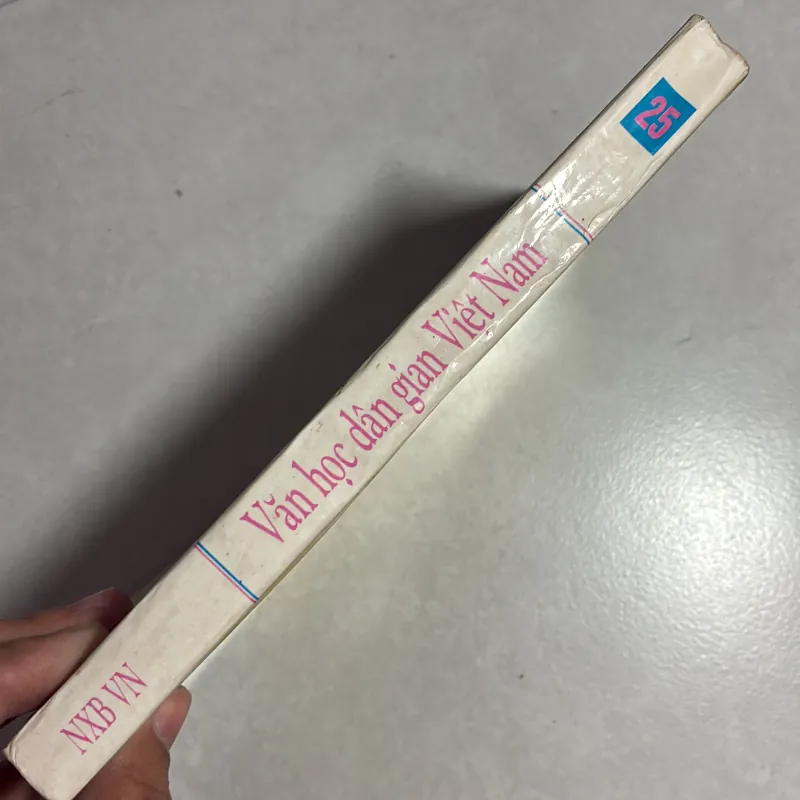 NXB VN
Văn học dân gian Việt Nam
25